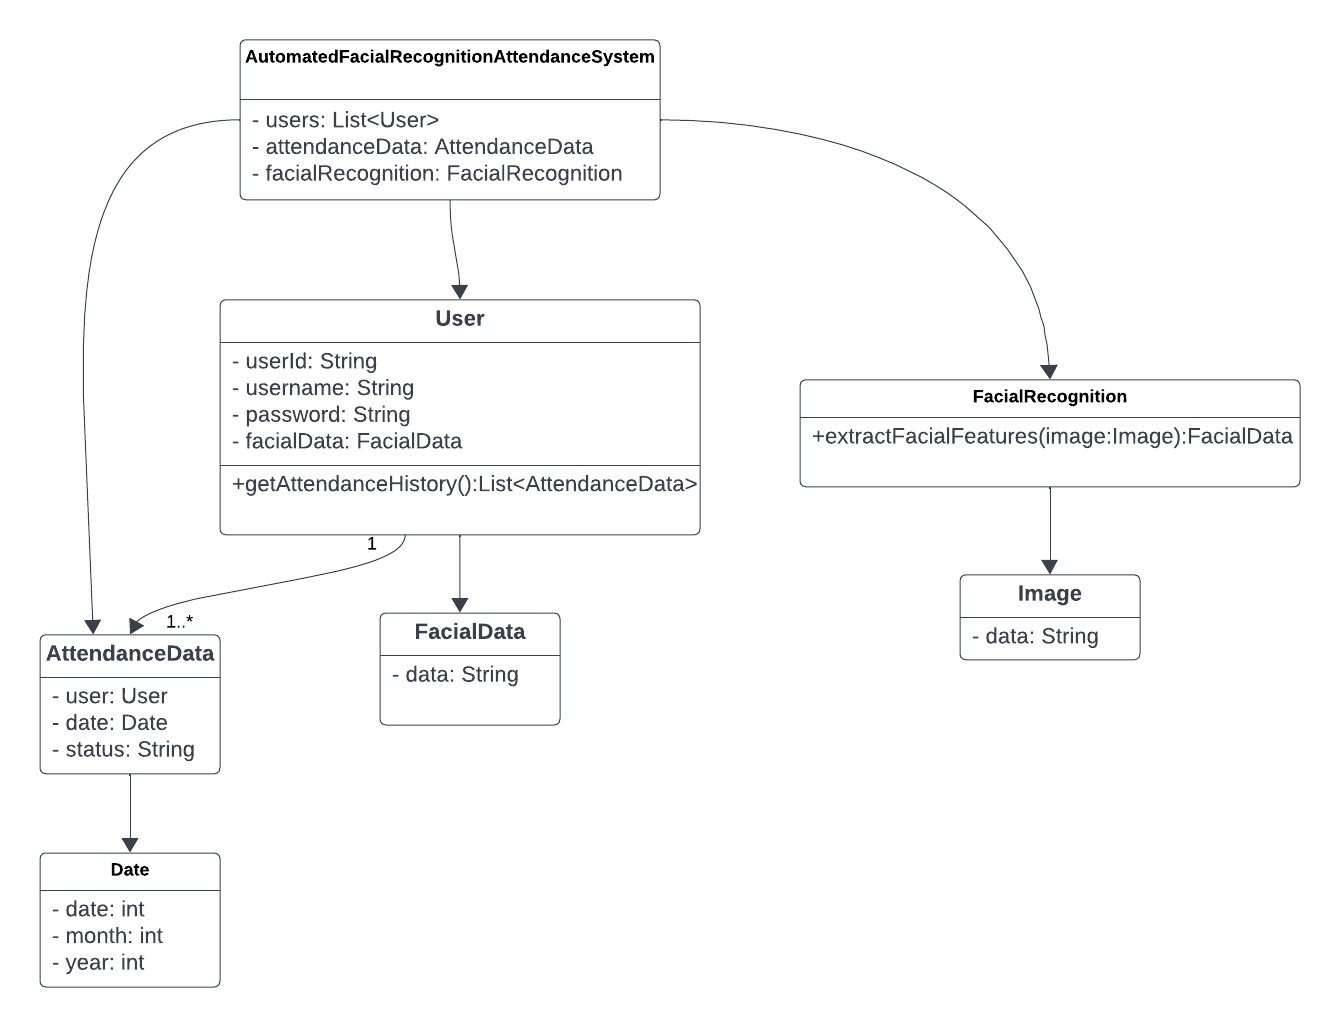 AutomatedFacialRecognitionAttendanceSystem
- users: List<User>
- attendanceData: AttendanceData
- facialRecognition: FacialRecognition
User
- userId: String
- username: String
- password: String
- facialData: FacialData
+getAttendanceHistory():List<AttendanceData>
FacialRecognition
+extractFacialFeatures(image:Image):FacialData
1
1..*
AttendanceData
- user: User
- date: Date
- status: String
FacialData
- data: String
Image
- data: String
Date
- date: int
- month: int
- year: int